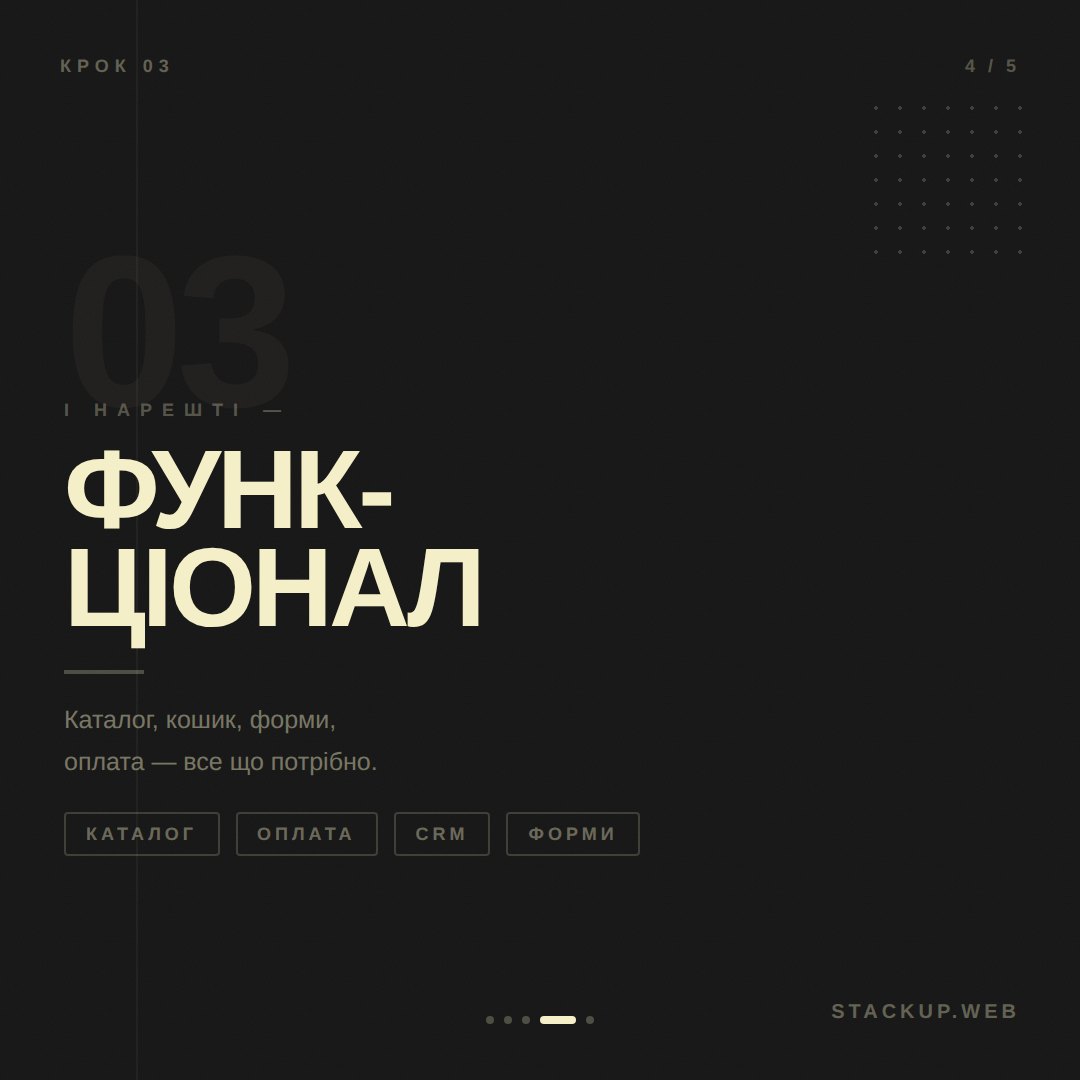 КРОК 03
4 / 5
03
І НАРЕШТІ —
ФУНК-
ЦІОНАЛ
Каталог, кошик, форми,
оплата — все що потрібно.
КАТАЛОГ
ОПЛАТА
CRM
ФОРМИ
STACKUP.WEB